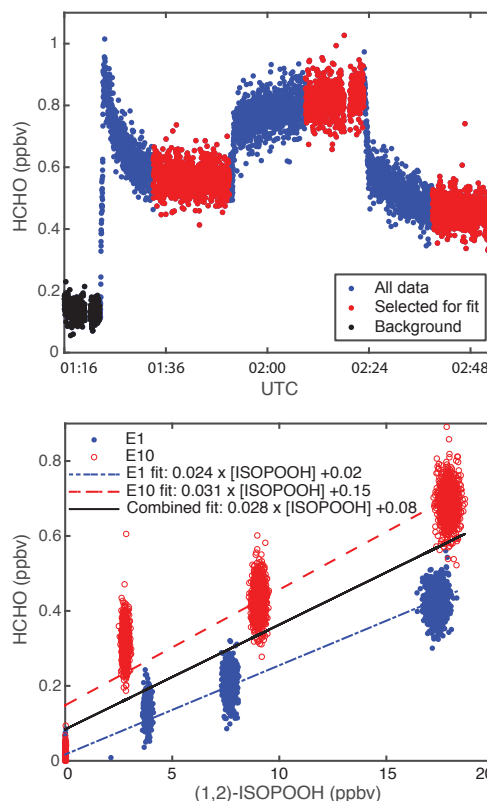 1
0.8
0.6
0.4
0.2
0
HCHO (ppbv)
All data
Selected for fit
Background
01:16 01:36 02:00 02:24 02:48
UTC
0.8
0.6
0.4
0.2
0
HCHO (ppbv)
E1
E10
E1 fit: 0.024 x [ISOPOOH] +0.02
E10 fit: 0.031 x [ISOPOOH] +0.15
Combined fit: 0.028 x [ISOPOOH] +0.08
0 5 10 15 20
(1,2)-ISOPOOH (ppbv)